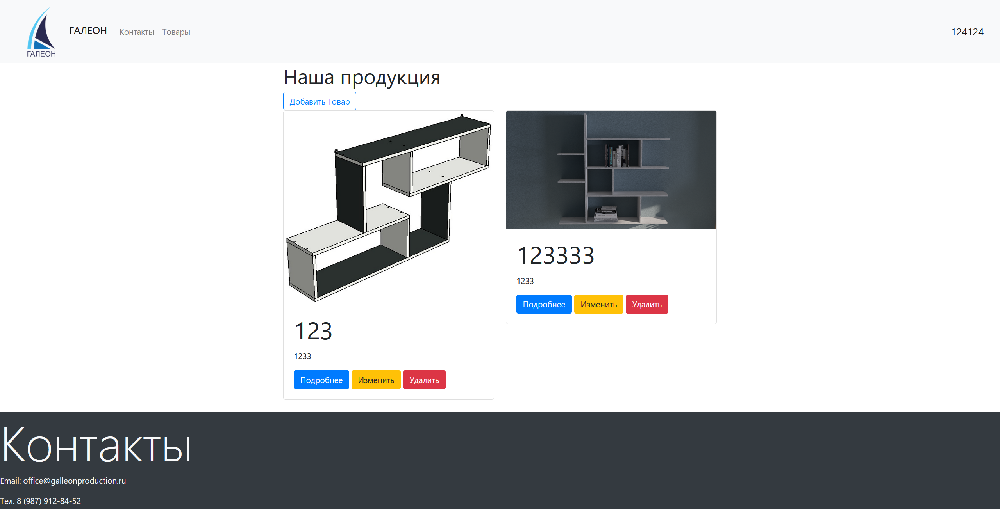 ГАЛЕОН
ГАЛЕОН
Контакты
Товары
124124
Наша продукция
Добавить Товар
WOMEN
123
1233
Подробнее
Изменить
Удалить
123333
1233
Подробнее
Изменить
Удалить
Контакты
Email: office@galleonproduction.ru
Тел: 8 (987) 912-84-52